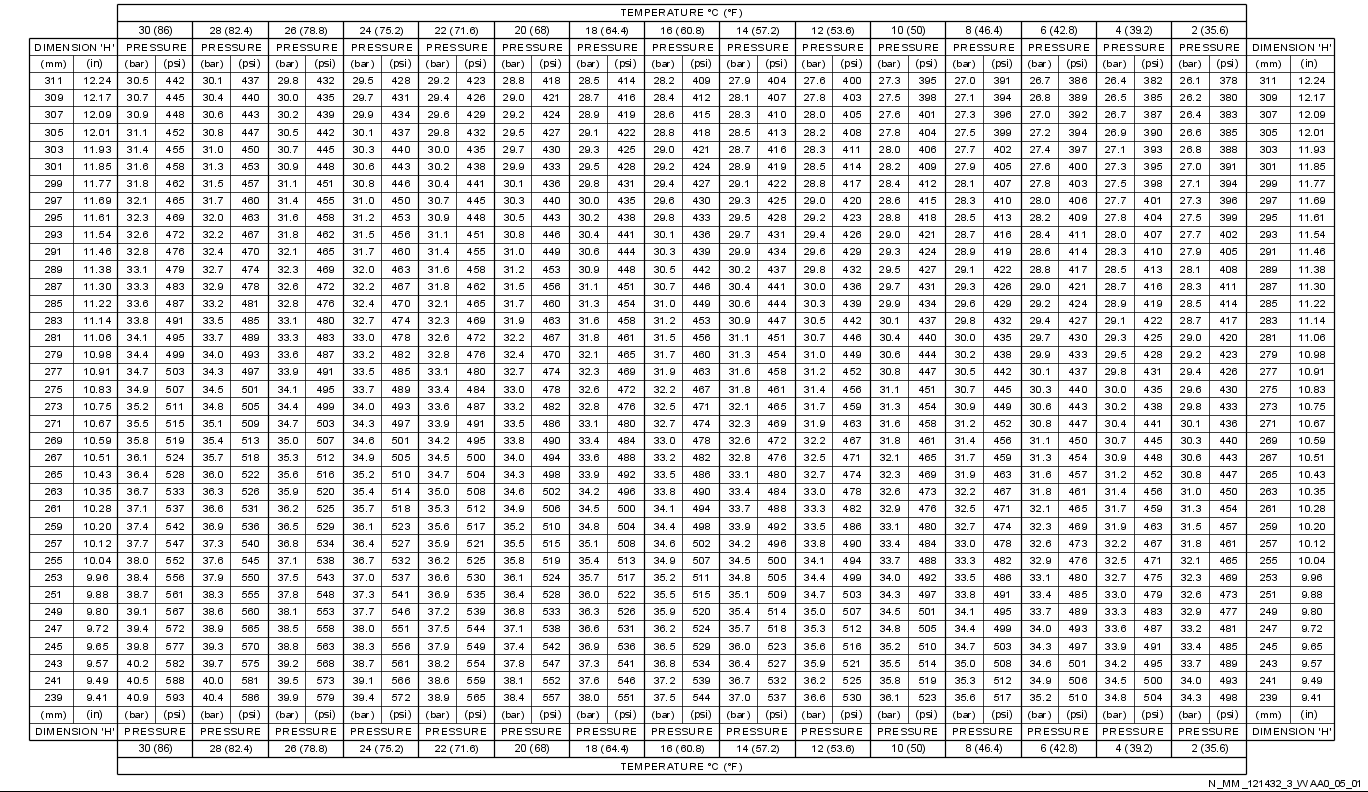 TEMPERATURE °C (°F)
30 (86) 28 (82.4) 26 (78.8) 24 (75.2) 22 (71.6) 20 (68) 18 (64.4) 16 (60.8) 14 (57.2) 12 (53.6) 10 (50) 8 (46.4) 6 (42.8) 4 (39.2) 2 (35.6)
DIMENSION 'H' PRESSURE PRESSURE PRESSURE PRESSURE PRESSURE PRESSURE PRESSURE PRESSURE PRESSURE PRESSURE PRESSURE PRESSURE PRESSURE PRESSURE PRESSURE DIMENSION 'H'
(mm) (in) (bar) (psi) (bar) (psi) (bar) (psi) (bar) (psi) (bar) (psi) (bar) (psi) (bar) (psi) (bar) (psi) (bar) (psi) (bar) (psi) (bar) (psi) (bar) (psi) (bar) (psi) (bar) (psi) (bar) (psi) (mm) (in)
311 12.24 30.5 442 30.1 437 29.8 432 29.5 428 29.2 423 28.8 418 28.5 414 28.2 409 27.9 404 27.6 400 27.3 395 27.0 391 26.7 386 26.4 382 26.1 378 311 12.24
309 12.17 30.7 445 30.4 440 30.0 435 29.7 431 29.4 426 29.0 421 28.7 416 28.4 412 28.1 407 27.8 403 27.5 398 27.1 394 26.8 389 26.5 385 26.2 380 309 12.17
307 12.09 30.9 448 30.6 443 30.2 439 29.9 434 29.6 429 29.2 424 28.9 419 28.6 415 28.3 410 28.0 405 27.6 401 27.3 396 27.0 392 26.7 387 26.4 383 307 12.09
305 12.01 31.1 452 30.8 447 30.5 442 30.1 437 29.8 432 29.5 427 29.1 422 28.8 418 28.5 413 28.2 408 27.8 404 27.5 399 27.2 394 26.9 390 26.6 385 305 12.01
303 11.93 31.4 455 31.0 450 30.7 445 30.3 440 30.0 435 29.7 430 29.3 425 29.0 421 28.7 416 28.3 411 28.0 406 27.7 402 27.4 397 27.1 393 26.8 388 303 11.93
301 11.85 31.6 458 31.3 453 30.9 448 30.6 443 30.2 438 29.9 433 29.5 428 29.2 424 28.9 419 28.5 414 28.2 409 27.9 405 27.6 400 27.3 395 27.0 391 301 11.85
299 11.77 31.8 462 31.5 457 31.1 451 30.8 446 30.4 441 30.1 436 29.8 431 29.4 427 29.1 422 28.8 417 28.4 412 28.1 407 27.8 403 27.5 398 27.1 394 299 11.77
297 11.69 32.1 465 31.7 460 31.4 455 31.0 450 30.7 445 30.3 440 30.0 435 29.6 430 29.3 425 29.0 420 28.6 415 28.3 410 28.0 406 27.7 401 27.3 396 297 11.69
295 11.61 32.3 469 32.0 463 31.6 458 31.2 453 30.9 448 30.5 443 30.2 438 29.8 433 29.5 428 29.2 423 28.8 418 28.5 413 28.2 409 27.8 404 27.5 399 295 11.61
293 11.54 32.6 472 32.2 467 31.8 462 31.5 456 31.1 451 30.8 446 30.4 441 30.1 436 29.7 431 29.4 426 29.0 421 28.7 416 28.4 411 28.0 407 27.7 402 293 11.54
291 11.46 32.8 476 32.4 470 32.1 465 31.7 460 31.4 455 31.0 449 30.6 444 30.3 439 29.9 434 29.6 429 29.3 424 28.9 419 28.6 414 28.3 410 27.9 405 291 11.46
289 11.38 33.1 479 32.7 474 32.3 469 32.0 463 31.6 458 31.2 453 30.9 448 30.5 442 30.2 437 29.8 432 29.5 427 29.1 422 28.8 417 28.5 413 28.1 408 289 11.38
287 11.30 33.3 483 32.9 478 32.6 472 32.2 467 31.8 462 31.5 456 31.1 451 30.7 446 30.4 441 30.0 436 29.7 431 29.3 426 29.0 421 28.7 416 28.3 411 287 11.30
285 11.22 33.6 487 33.2 481 32.8 476 32.4 470 32.1 465 31.7 460 31.3 454 31.0 449 30.6 444 30.3 439 29.9 434 29.6 429 29.2 424 28.9 419 28.5 414 285 11.22
283 11.14 33.8 491 33.5 485 33.1 480 32.7 474 32.3 469 31.9 463 31.6 458 31.2 453 30.9 447 30.5 442 30.1 437 29.8 432 29.4 427 29.1 422 28.7 417 283 11.14
281 11.06 34.1 495 33.7 489 33.3 483 33.0 478 32.6 472 32.2 467 31.8 461 31.5 456 31.1 451 30.7 446 30.4 440 30.0 435 29.7 430 29.3 425 29.0 420 281 11.06
279 10.98 34.4 499 34.0 493 33.6 487 33.2 482 32.8 476 32.4 470 32.1 465 31.7 460 31.3 454 31.0 449 30.6 444 30.2 438 29.9 433 29.5 428 29.2 423 279 10.98
277 10.91 34.7 503 34.3 497 33.9 491 33.5 485 33.1 480 32.7 474 32.3 469 31.9 463 31.6 458 31.2 452 30.8 447 30.5 442 30.1 437 29.8 431 29.4 426 277 10.91
275 10.83 34.9 507 34.5 501 34.1 495 33.7 489 33.4 484 33.0 478 32.6 472 32.2 467 31.8 461 31.4 456 31.1 451 30.7 445 30.3 440 30.0 435 29.6 430 275 10.83
273 10.75 35.2 511 34.8 505 34.4 499 34.0 493 33.6 487 33.2 482 32.8 476 32.5 471 32.1 465 31.7 459 31.3 454 30.9 449 30.6 443 30.2 438 29.8 433 273 10.75
271 10.67 35.5 515 35.1 509 34.7 503 34.3 497 33.9 491 33.5 486 33.1 480 32.7 474 32.3 469 31.9 463 31.6 458 31.2 452 30.8 447 30.4 441 30.1 436 271 10.67
269 10.59 35.8 519 35.4 513 35.0 507 34.6 501 34.2 495 33.8 490 33.4 484 33.0 478 32.6 472 32.2 467 31.8 461 31.4 456 31.1 450 30.7 445 30.3 440 269 10.59
267 10.51 36.1 524 35.7 518 35.3 512 34.9 505 34.5 500 34.0 494 33.6 488 33.2 482 32.8 476 32.5 471 32.1 465 31.7 459 31.3 454 30.9 448 30.6 443 267 10.51
265 10.43 36.4 528 36.0 522 35.6 516 35.2 510 34.7 504 34.3 498 33.9 492 33.5 486 33.1 480 32.7 474 32.3 469 31.9 463 31.6 457 31.2 452 30.8 447 265 10.43
263 10.35 36.7 533 36.3 526 35.9 520 35.4 514 35.0 508 34.6 502 34.2 496 33.8 490 33.4 484 33.0 478 32.6 473 32.2 467 31.8 461 31.4 456 31.0 450 263 10.35
261 10.28 37.1 537 36.6 531 36.2 525 35.7 518 35.3 512 34.9 506 34.5 500 34.1 494 33.7 488 33.3 482 32.9 476 32.5 471 32.1 465 31.7 459 31.3 454 261 10.28
259 10.20 37.4 542 36.9 536 36.5 529 36.1 523 35.6 517 35.2 510 34.8 504 34.4 498 33.9 492 33.5 486 33.1 480 32.7 474 32.3 469 31.9 463 31.5 457 259 10.20
257 10.12 37.7 547 37.3 540 36.8 534 36.4 527 35.9 521 35.5 515 35.1 508 34.6 502 34.2 496 33.8 490 33.4 484 33.0 478 32.6 473 32.2 467 31.8 461 257 10.12
255 10.04 38.0 552 37.6 545 37.1 538 36.7 532 36.2 525 35.8 519 35.4 513 34.9 507 34.5 500 34.1 494 33.7 488 33.3 482 32.9 476 32.5 471 32.1 465 255 10.04
253 9.96 38.4 556 37.9 550 37.5 543 37.0 537 36.6 530 36.1 524 35.7 517 35.2 511 34.8 505 34.4 499 34.0 492 33.5 486 33.1 480 32.7 475 32.3 469 253 9.96
251 9.88 38.7 561 38.3 555 37.8 548 37.3 541 36.9 535 36.4 528 36.0 522 35.5 515 35.1 509 34.7 503 34.3 497 33.8 491 33.4 485 33.0 479 32.6 473 251 9.88
249 9.80 39.1 567 38.6 560 38.1 553 37.7 546 37.2 539 36.8 533 36.3 526 35.9 520 35.4 514 35.0 507 34.5 501 34.1 495 33.7 489 33.3 483 32.9 477 249 9.80
247 9.72 39.4 572 38.9 565 38.5 558 38.0 551 37.5 544 37.1 538 36.6 531 36.2 524 35.7 518 35.3 512 34.8 505 34.4 499 34.0 493 33.6 487 33.2 481 247 9.72
245 9.65 39.8 577 39.3 570 38.8 563 38.3 556 37.9 549 37.4 542 36.9 536 36.5 529 36.0 523 35.6 516 35.2 510 34.7 503 34.3 497 33.9 491 33.4 485 245 9.65
243 9.57 40.2 582 39.7 575 39.2 568 38.7 561 38.2 554 37.8 547 37.3 541 36.8 534 36.4 527 35.9 521 35.5 514 35.0 508 34.6 501 34.2 495 33.7 489 243 9.57
241 9.49 40.5 588 40.0 581 39.5 573 39.1 566 38.6 559 38.1 552 37.6 546 37.2 539 36.7 532 36.2 525 35.8 519 35.3 512 34.9 506 34.5 500 34.0 493 241 9.49
239 9.41 40.9 593 40.4 586 39.9 579 39.4 572 38.9 565 38.4 557 38.0 551 37.5 544 37.0 537 36.6 530 36.1 523 35.6 517 35.2 510 34.8 504 34.3 498 239 9.41
(mm) (in) (bar) (psi) (bar) (psi) (bar) (psi) (bar) (psi) (bar) (psi) (bar) (psi) (bar) (psi) (bar) (psi) (bar) (psi) (bar) (psi) (bar) (psi) (bar) (psi) (bar) (psi) (bar) (psi) (bar) (psi) (mm) (in)
DIMENSION 'H' PRESSURE PRESSURE PRESSURE PRESSURE PRESSURE PRESSURE PRESSURE PRESSURE PRESSURE PRESSURE PRESSURE PRESSURE PRESSURE PRESSURE PRESSURE DIMENSION 'H'
30 (86) 28 (82.4) 26 (78.8) 24 (75.2) 22 (71.6) 20 (68) 18 (64.4) 16 (60.8) 14 (57.2) 12 (53.6) 10 (50) 8 (46.4) 6 (42.8) 4 (39.2) 2 (35.6)
TEMPERATURE °C (°F)
N_MM_121432_3_WAA0_05_01